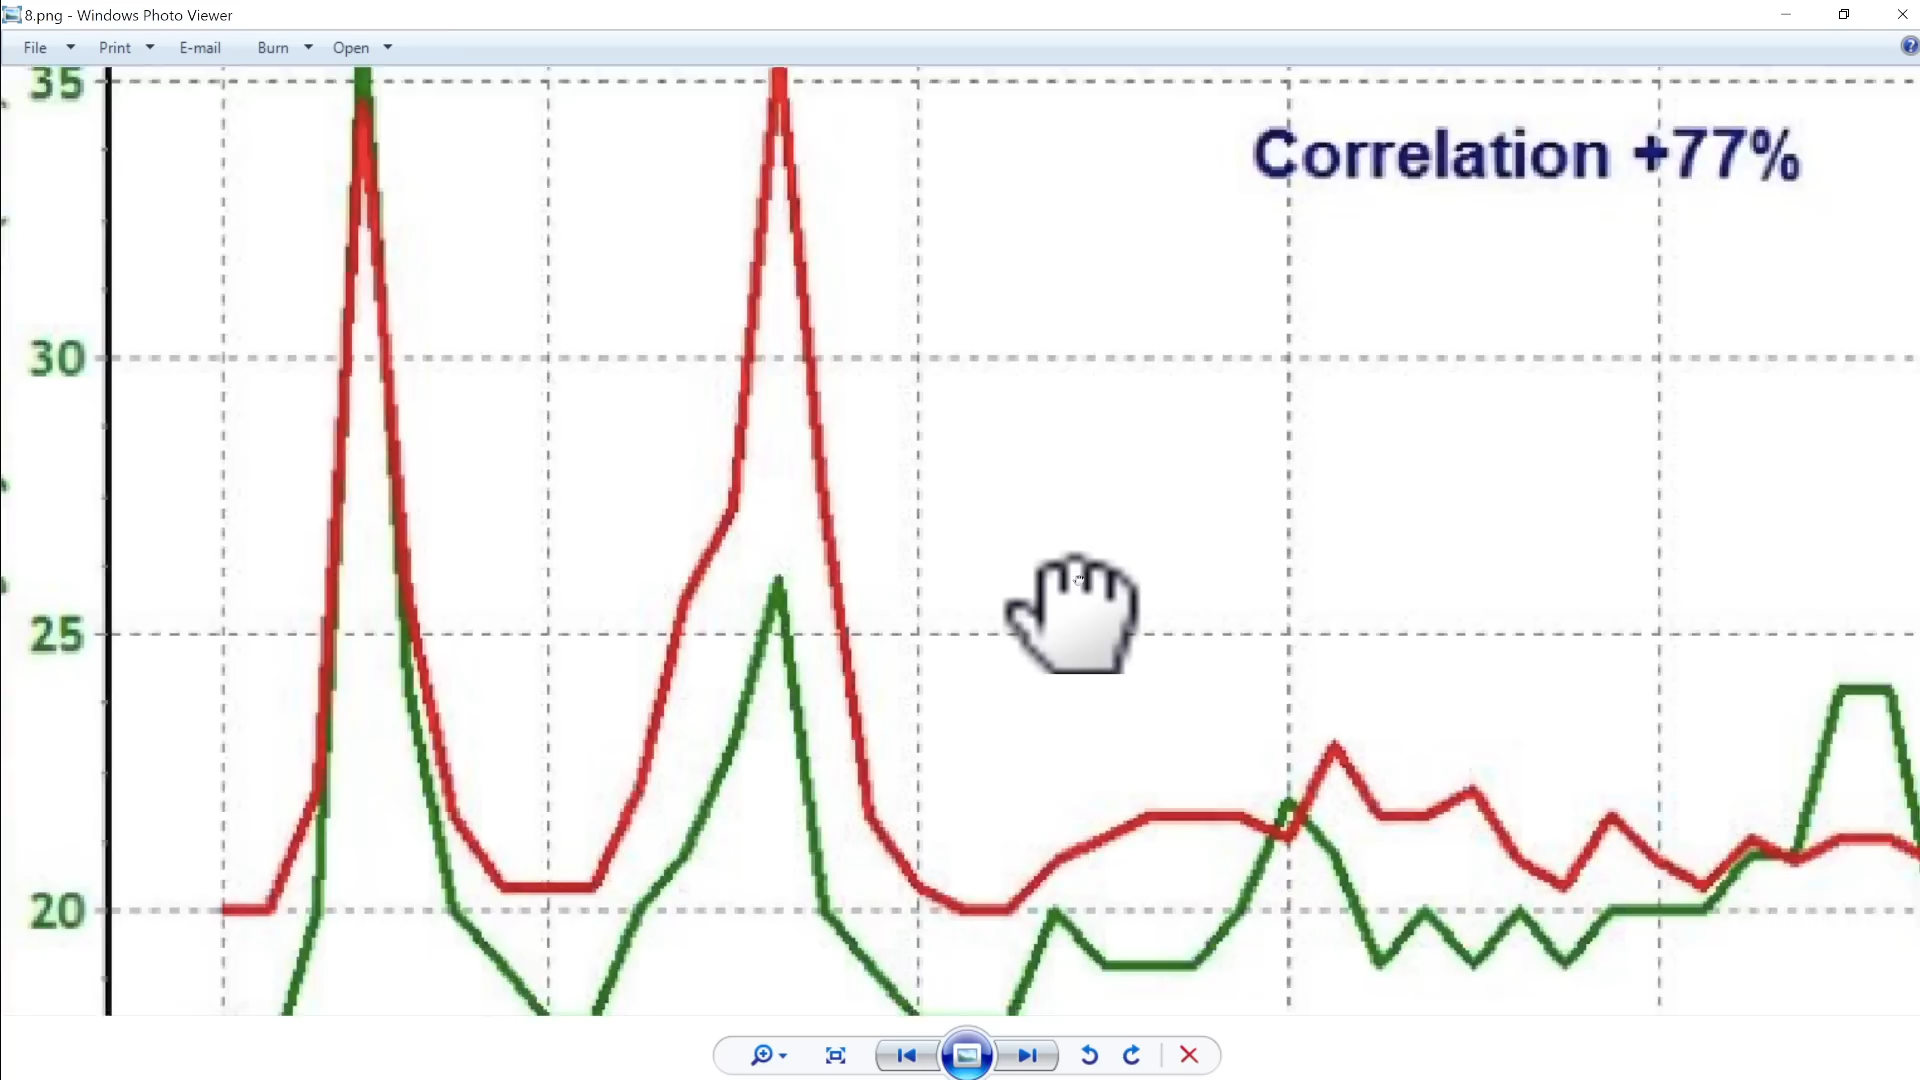 8.png - Windows Photo Viewer
File Print E-mail Burn Open
35
Correlation +77%
30
25
20